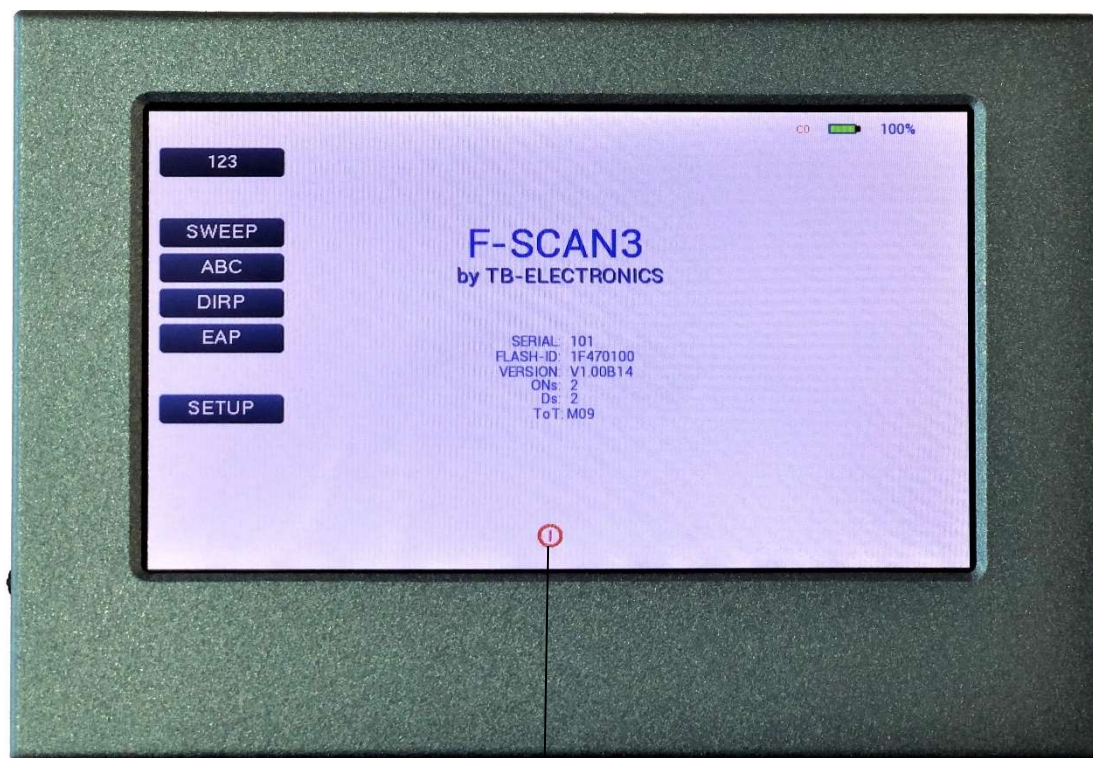 C0 100%
123
SWEEP
ABC
DIRP
EAP
SETUP
F-SCAN3
by TB-ELECTRONICS
SERIAL: 101
FLASH-ID: 1F470100
VERSION: V1.00B14
ONs: 2
Ds: 2
ToT: M09